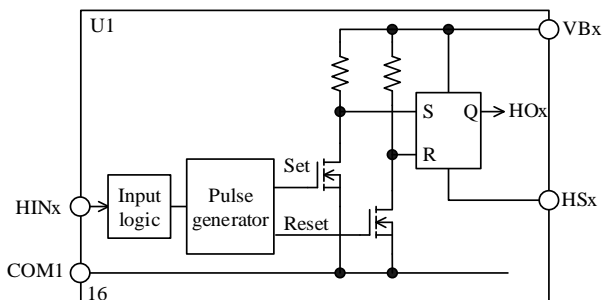 U1
VBx
S
Q
HOx
R
Set
Input
logic
Pulse
generator
HINx
HSx
Reset
COM1
16